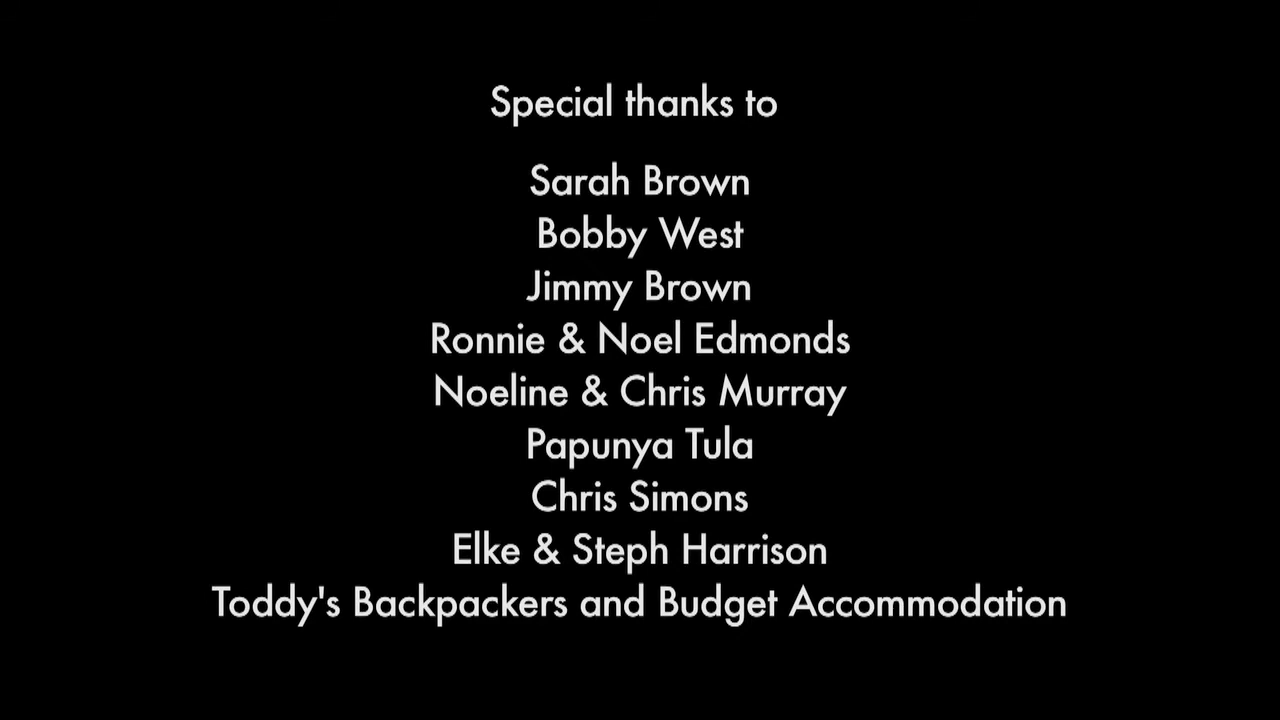 Special thanks to
Sarah Brown
Bobby West
Jimmy Brown
Ronnie & Noel Edmonds
Noeline & Chris Murray
Papunya Tula
Chris Simons
Elke & Steph Harrison
Toddy's Backpackers and Budget Accommodation